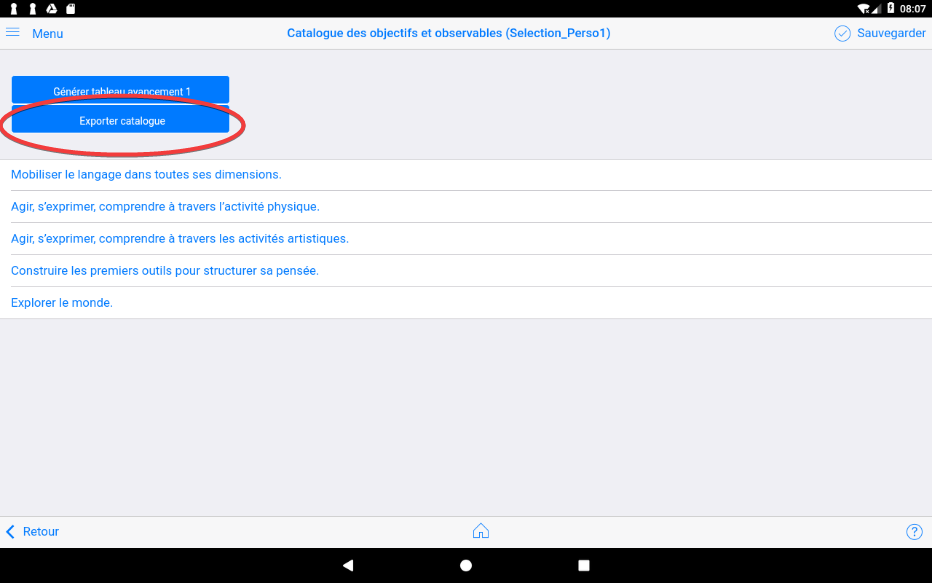 08:07
Menu
Catalogue des objectifs et observables (Selection_Perso1)
Sauvegarder
Générer tableau avancement 1
Exporter catalogue
Mobiliser le langage dans toutes ses dimensions.
Agir, s'exprimer, comprendre à travers l'activité physique.
Agir, s'exprimer, comprendre à travers les activités artistiques.
Construire les premiers outils pour structurer sa pensée.
Explorer le monde.
Retour
?